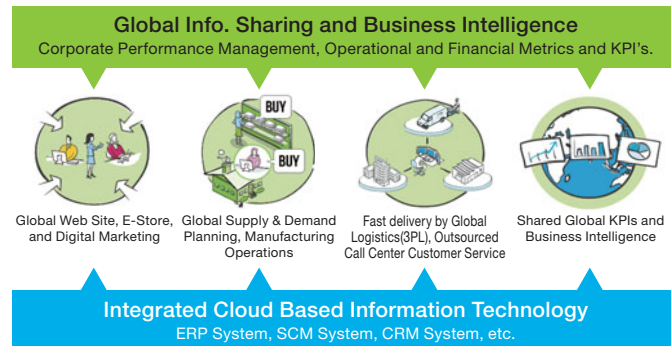 Global Info. Sharing and Business Intelligence
Corporate Performance Management, Operational and Financial Metrics and KPI's.
BUY
BUY
Global Web Site, E-Store,
and Digital Marketing
Global Supply & Demand
Planning, Manufacturing
Operations
Fast delivery by Global
Logistics(3PL), Outsourced
Call Center Customer Service
Shared Global KPIs and
Business Intelligence
Integrated Cloud Based Information Technology
ERP System, SCM System, CRM System, etc.